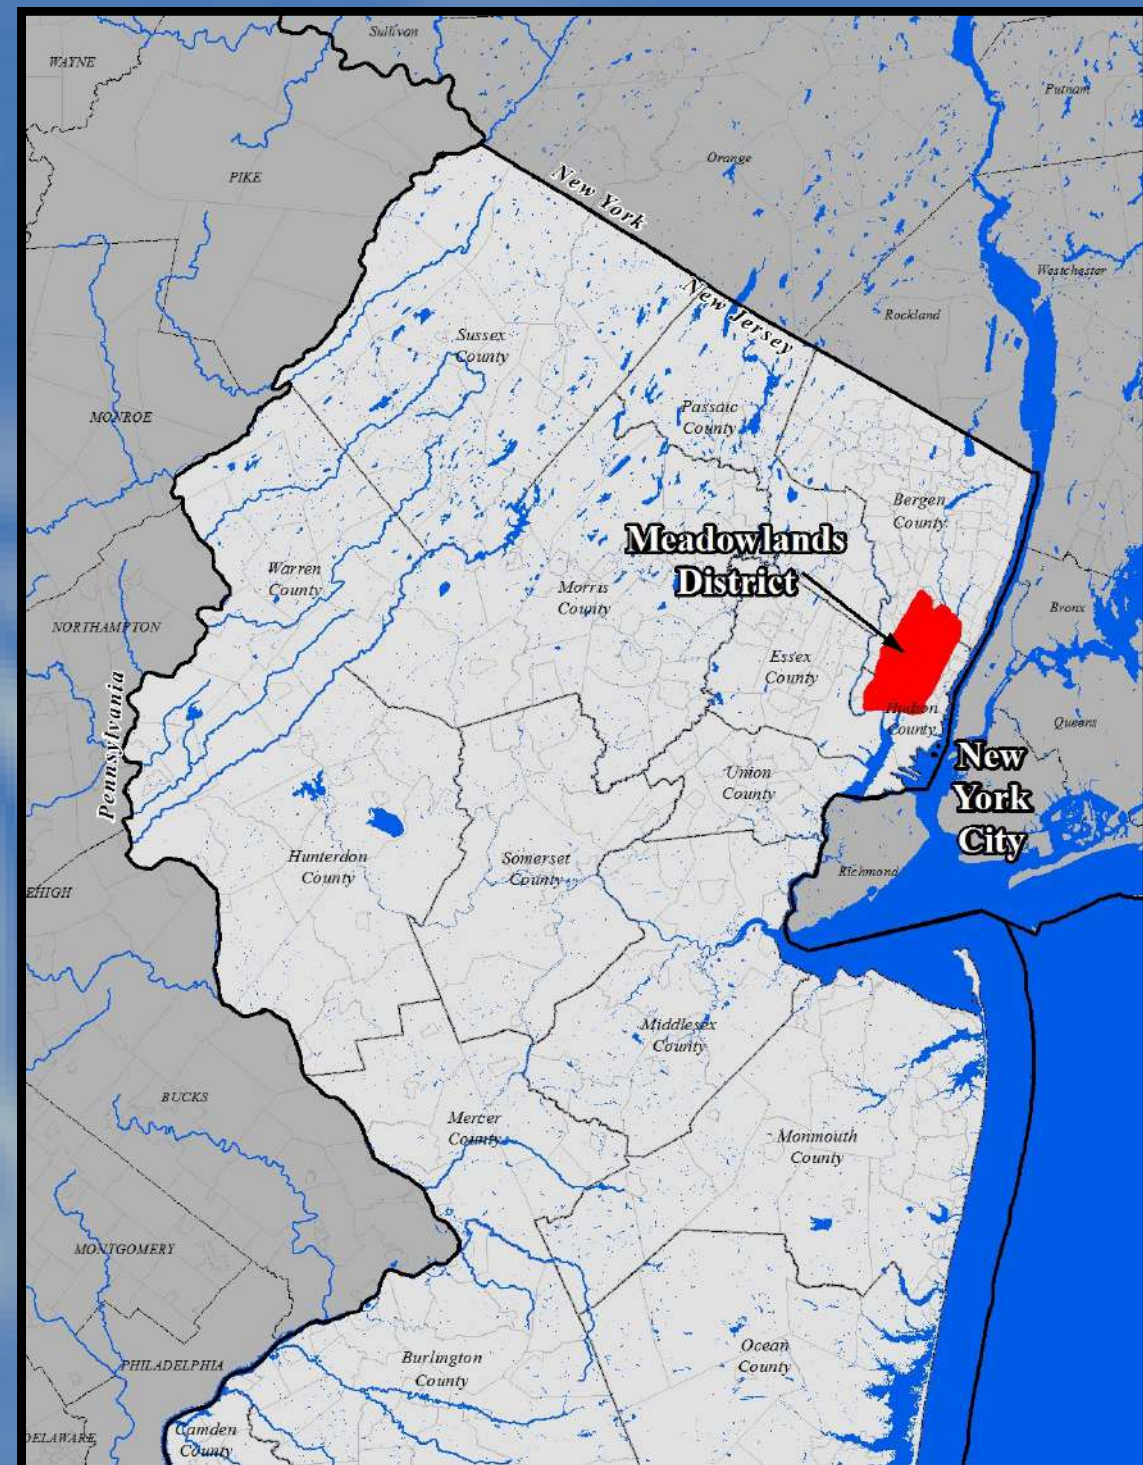 Sullivan
WAYNE
Putnam
Orange
PIKE
New York
Westchester
New Jersey
Rockland
Sussex
County
MONROE
Passaic
County
Bergen
County
Meadowlands
District
Warren
County
Morris
County
Bronx
NORTHAMPTON
Essex
County
Pennsylvania
Hudson
County
Queens
New
York
City
Union
County
Hunterdon
County
Somerset
County
Richmond
EHIGH
Middlesex
County
BUCKS
Mercer
County
Monmouth
County
MONTGOMERY
Ocean
County
PHILADELPHIA
Burlington
County
Camden
County
DELAWARE